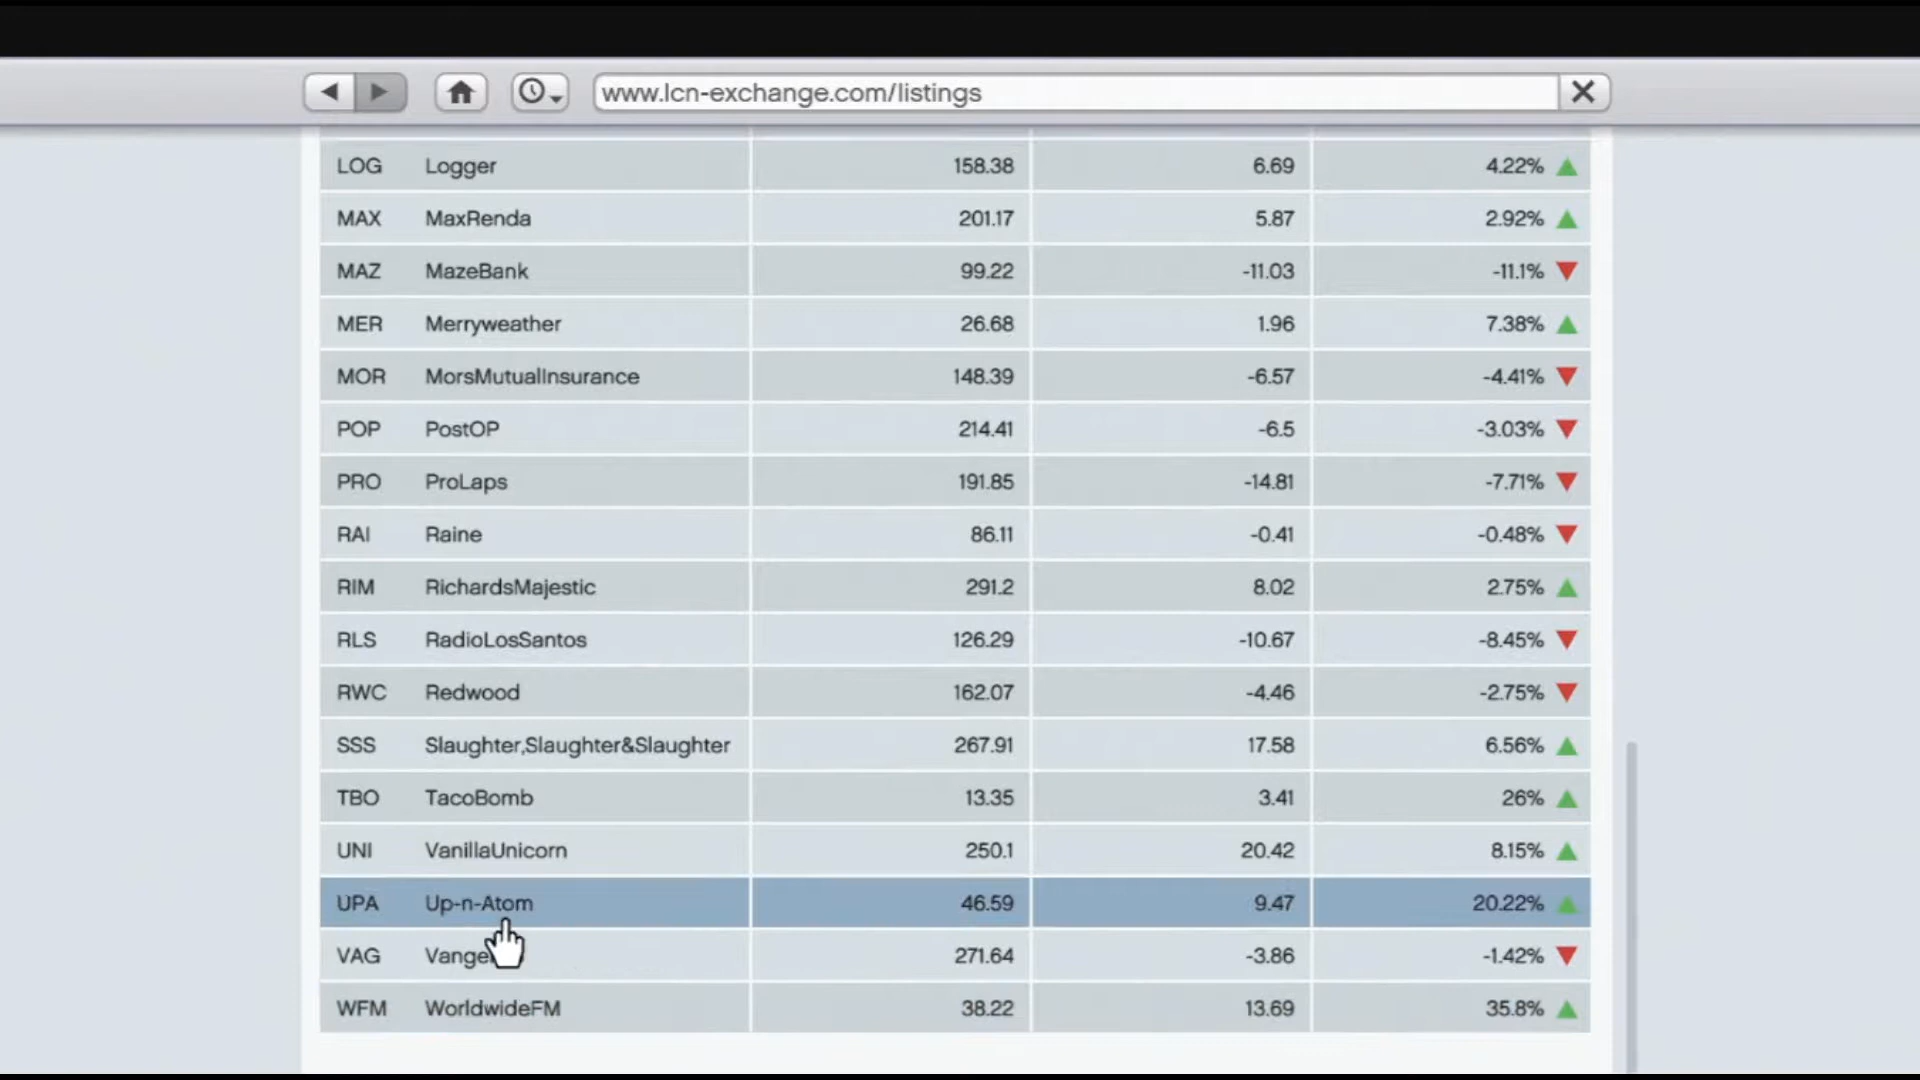 www.lcn-exchange.com/listings
LOG Logger 158.38 6.69 4.22%
MAX MaxRenda 201.17 5.87 2.92%
MAZ MazeBank 99.22 -11.03 -11.1%
MER Merryweather 26.68 1.96 7.38%
MOR MorsMutualInsurance 148.39 -6.57 -4.41%
POP PostOP 214.41 -6.5 -3.03%
PRO ProLaps 191.85 -14.81 -7.71%
RAI Raine 86.11 -0.41 -0.48%
RIM RichardsMajestic 291.2 8.02 2.75%
RLS RadioLosSantos 126.29 -10.67 -8.45%
RWC Redwood 162.07 -4.46 -2.75%
SSS Slaughter,Slaughter&Slaughter 267.91 17.58 6.56%
TBO TacoBomb 13.35 3.41 26%
UNI VanillaUnicorn 250.1 20.42 8.15%
UPA Up-n-Atom 46.59 9.47 20.22%
VAG 271.64 -3.86 -1.42%
WFM WorldwideFM 38.22 13.69 35.8%